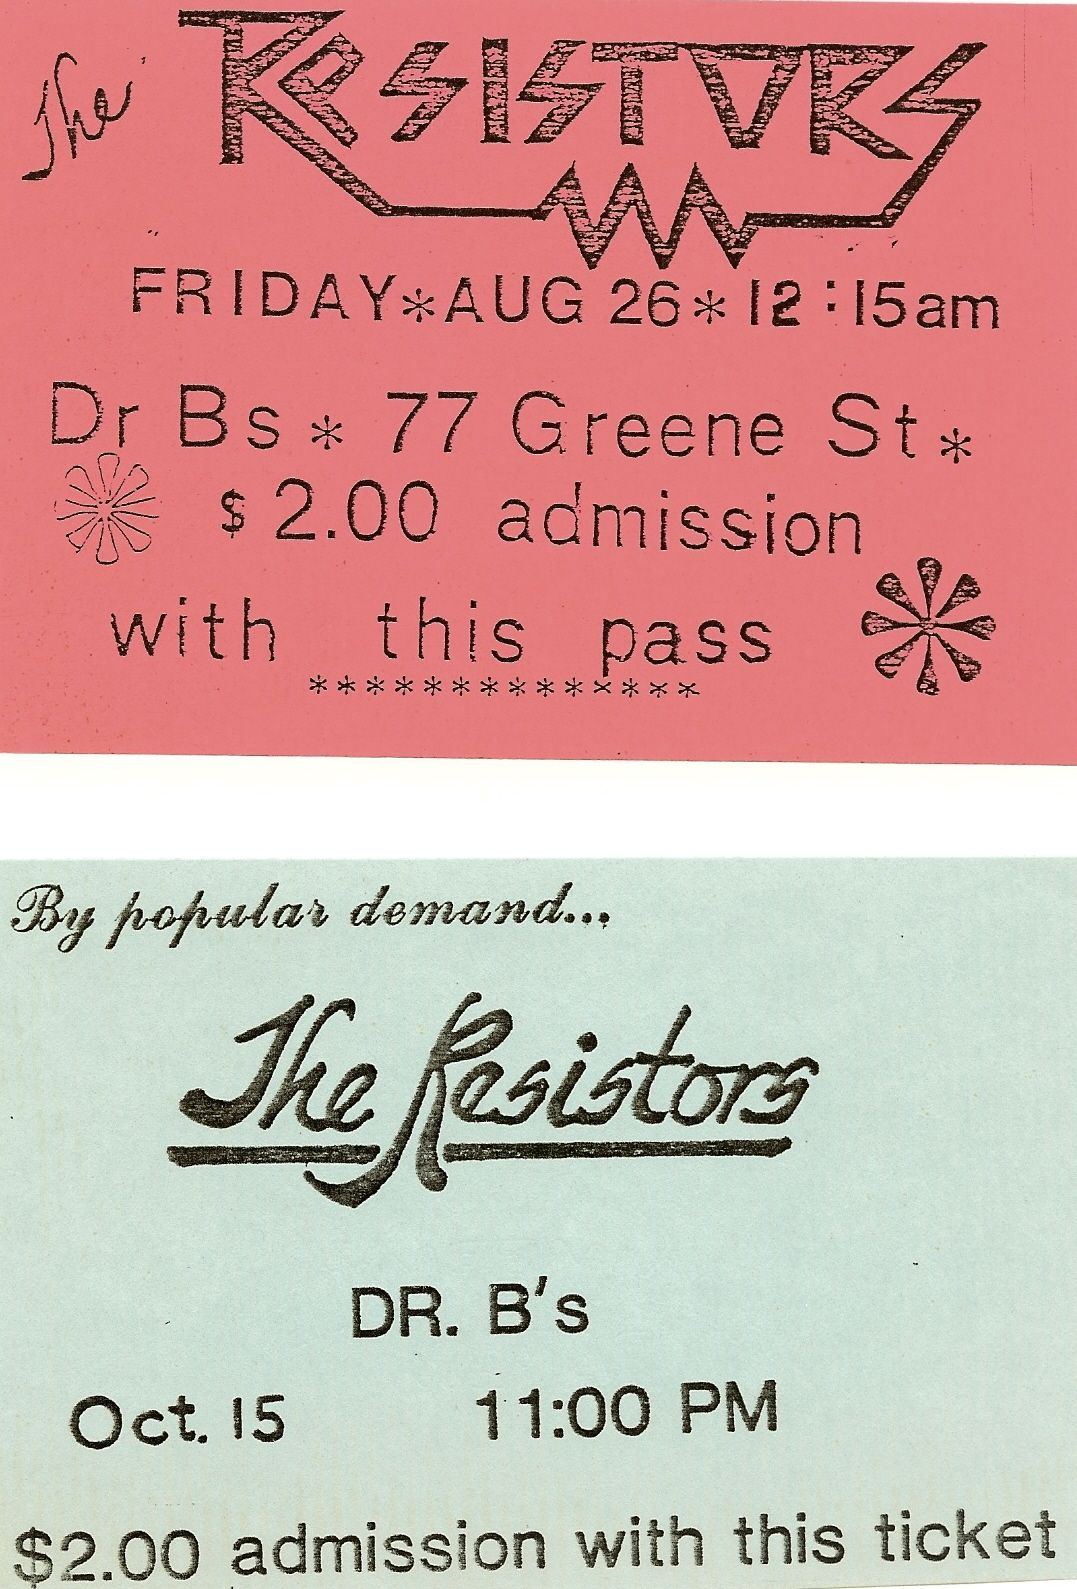 The RESISTORS
FRIDAY*AUG 26*12:15am
Dr Bs * 77 Greene St *
$2.00 admission
with this pass
**************
By popular demand...
The Resistors
DR. B's
Oct. 15 11:00 PM
$2.00 admission with this ticket